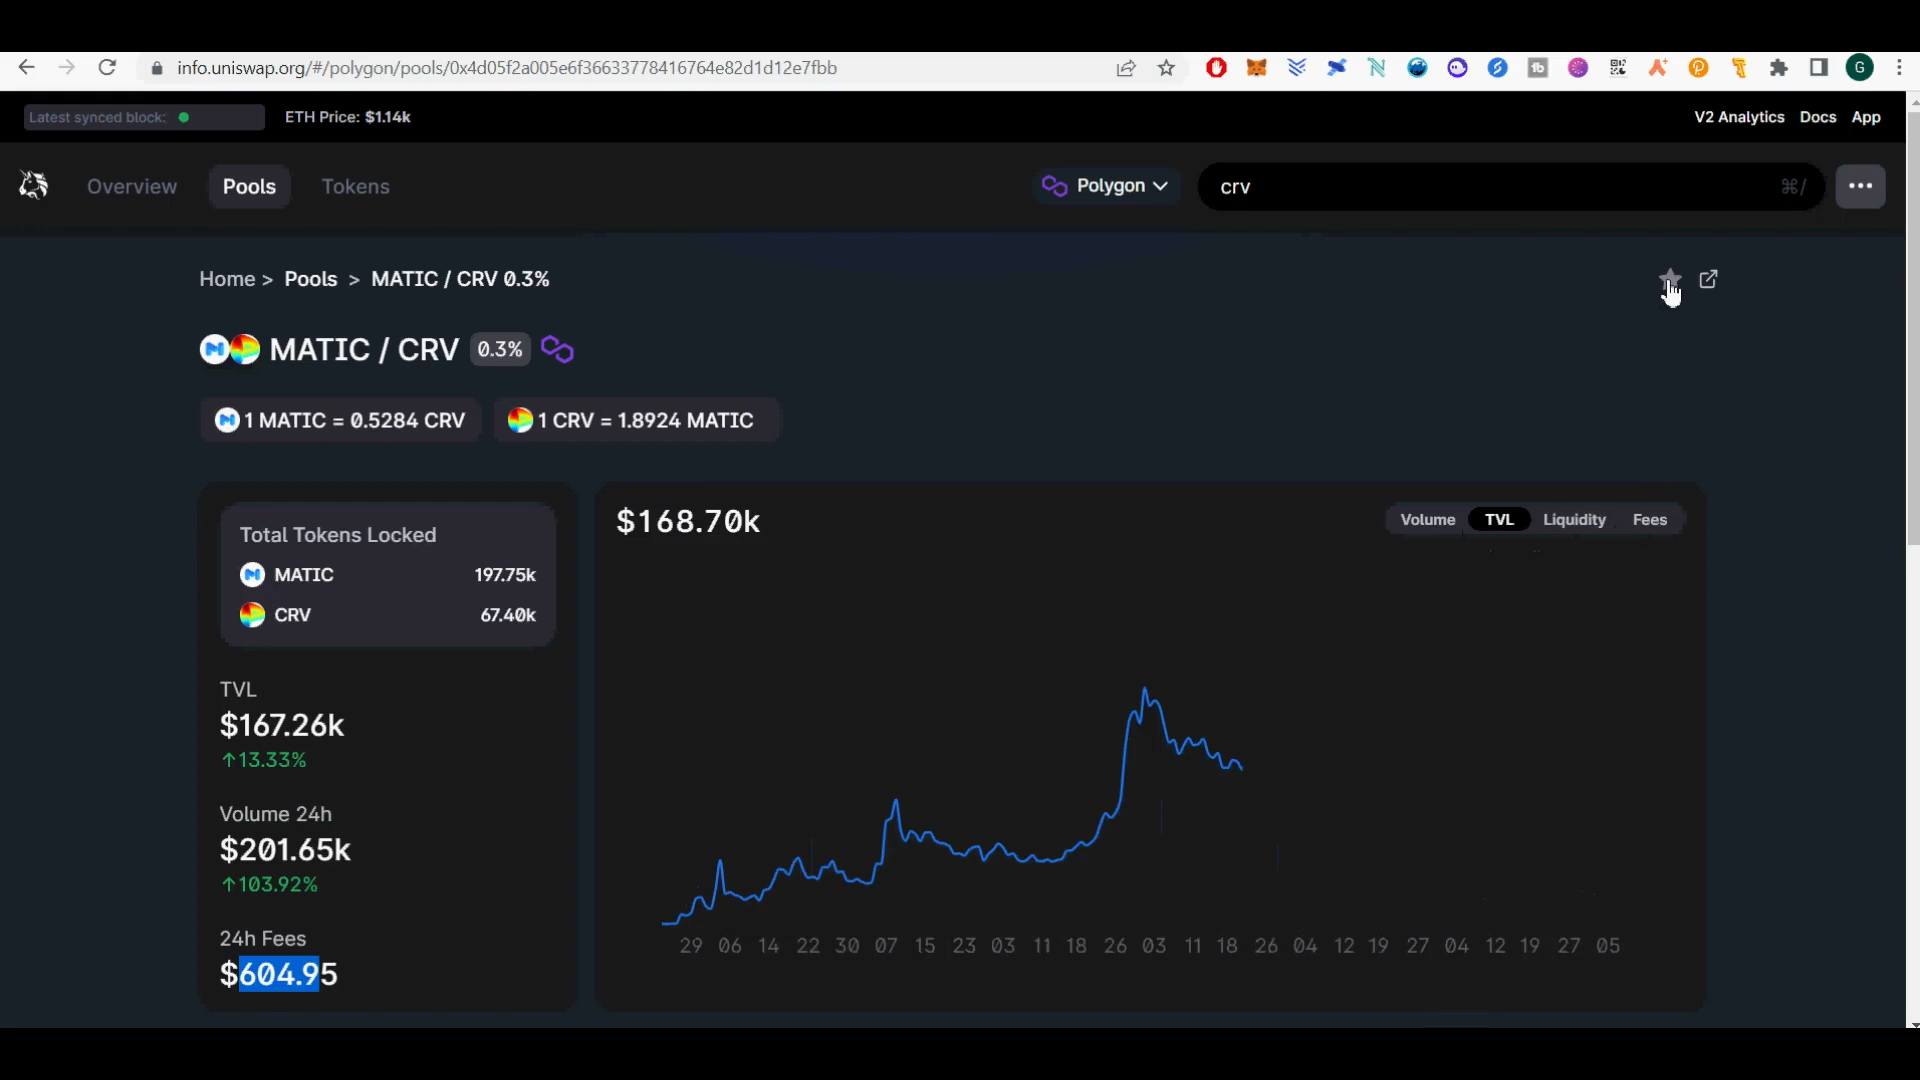 info.uniswap.org/#/polygon/pools/0x4d05f2a005e6f36633778416764e82d1d12e7fbb
G
Latest synced block:
ETH Price: $1.14k
V2 Analytics Docs App
Overview Pools Tokens
Polygon
crv
⌘/
Home > Pools > MATIC / CRV 0.3%
MATIC / CRV 0.3%
1 MATIC = 0.5284 CRV
1 CRV = 1.8924 MATIC
Total Tokens Locked
MATIC 197.75k
CRV 67.40k
TVL
$167.26k
↑13.33%
Volume 24h
$201.65k
↑103.92%
24h Fees
$604.95
$168.70k
Volume TVL Liquidity Fees
29 06 14 22 30 07 15 23 03 11 18 26 03 11 18 26 04 12 19 27 04 12 19 27 05